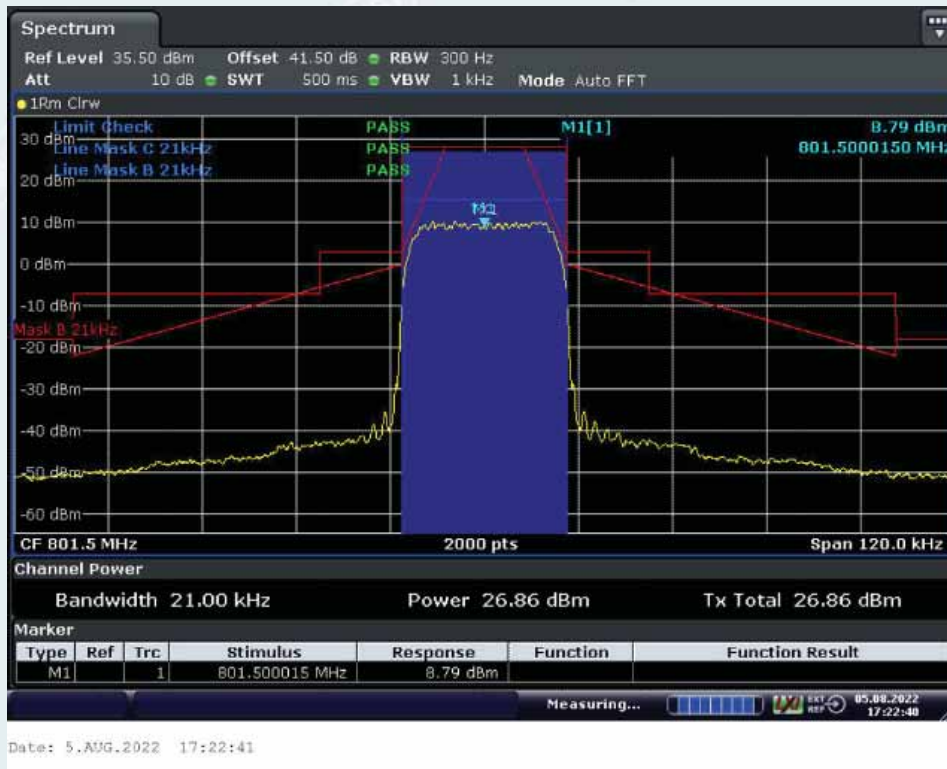 Spectrum
Ref Level 35.50 dBm Offset 41.50 dB RBW 300 Hz
Att 10 dB SWT 500 ms VBW 1 kHz Mode Auto FFT
1Rm Clrw
Limit Check PASS M1[1] 8.79 dBm
30 dBm
Line Mask C 21kHz PASS 801.5000150 MHz
Line Mask B 21kHz PASS
20 dBm
10 dBm
M1
0 dBm
-10 dBm
Mask B 21kHz
-20 dBm
-30 dBm
-40 dBm
-50 dBm
-60 dBm
CF 801.5 MHz 2000 pts Span 120.0 kHz
Channel Power
Bandwidth 21.00 kHz Power 26.86 dBm Tx Total 26.86 dBm
Marker
Type Ref Trc Stimulus Response Function Function Result
M1 1 801.500015 MHz 8.79 dBm
Measuring... LXI EXT REF 05.08.2022
17:22:40
Date: 5.AUG.2022 17:22:41